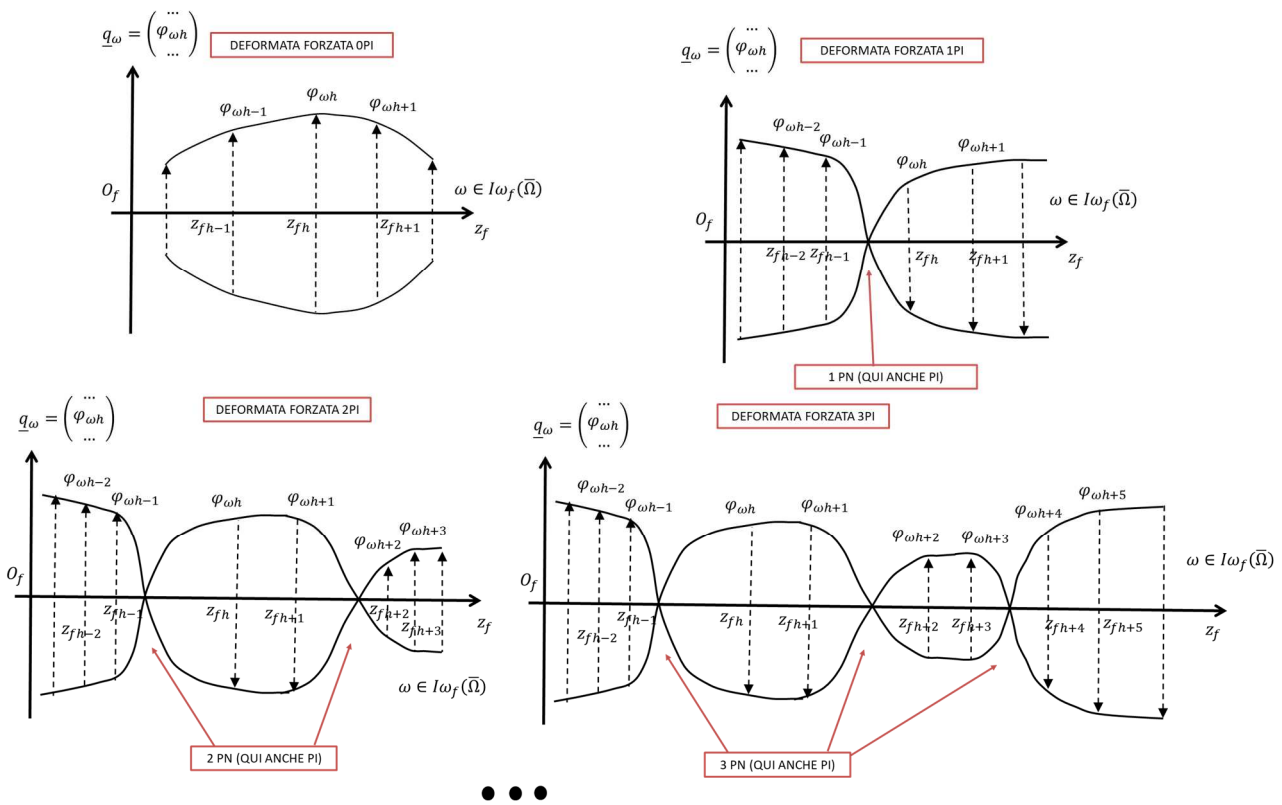 q_ω = (... φ_ωh ...)
DEFORMATA FORZATA 0PI
φ_ωh−1
φ_ωh
φ_ωh+1
O_f
ω ∈ Iω_f(Ω̅)
z_fh−1
z_fh
z_fh+1
z_f
q_ω = (... φ_ωh ...)
DEFORMATA FORZATA 1PI
φ_ωh−2
φ_ωh−1
φ_ωh
φ_ωh+1
ω ∈ Iω_f(Ω̅)
O_f
z_fh−2
z_fh−1
z_fh
z_fh+1
z_f
1 PN (QUI ANCHE PI)
q_ω = (... φ_ωh ...)
DEFORMATA FORZATA 2PI
φ_ωh−2
φ_ωh−1
φ_ωh
φ_ωh+1
φ_ωh+2
φ_ωh+3
O_f
z_fh−2
z_fh−1
z_fh
z_fh+1
z_fh+2
z_fh+3
z_f
ω ∈ Iω_f(Ω̅)
2 PN (QUI ANCHE PI)
q_ω = (... φ_ωh ...)
DEFORMATA FORZATA 3PI
φ_ωh−2
φ_ωh−1
φ_ωh
φ_ωh+1
φ_ωh+2
φ_ωh+3
φ_ωh+4
φ_ωh+5
ω ∈ Iω_f(Ω̅)
O_f
z_fh−2
z_fh−1
z_fh
z_fh+1
z_fh+2
z_fh+3
z_fh+4
z_fh+5
z_f
3 PN (QUI ANCHE PI)